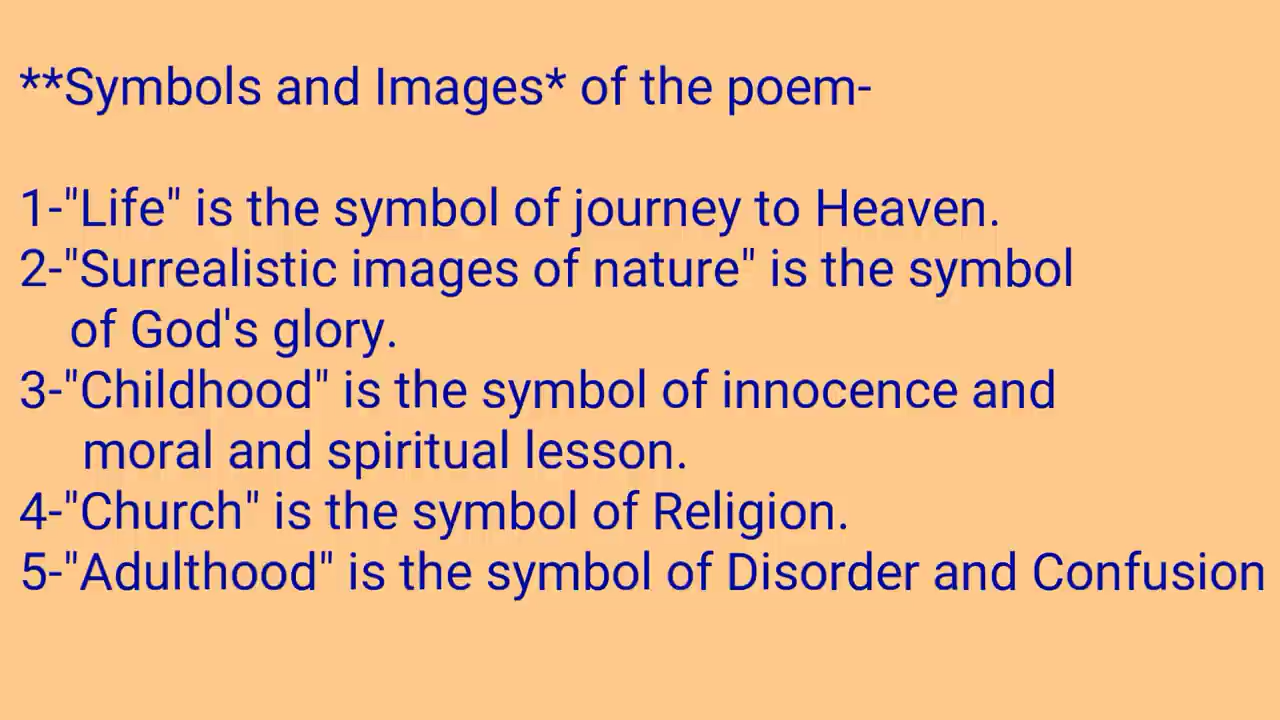 **Symbols and Images* of the poem-
1-"Life" is the symbol of journey to Heaven.
2-"Surrealistic images of nature" is the symbol
of God's glory.
3-"Childhood" is the symbol of innocence and
moral and spiritual lesson.
4-"Church" is the symbol of Religion.
5-"Adulthood" is the symbol of Disorder and Confusion